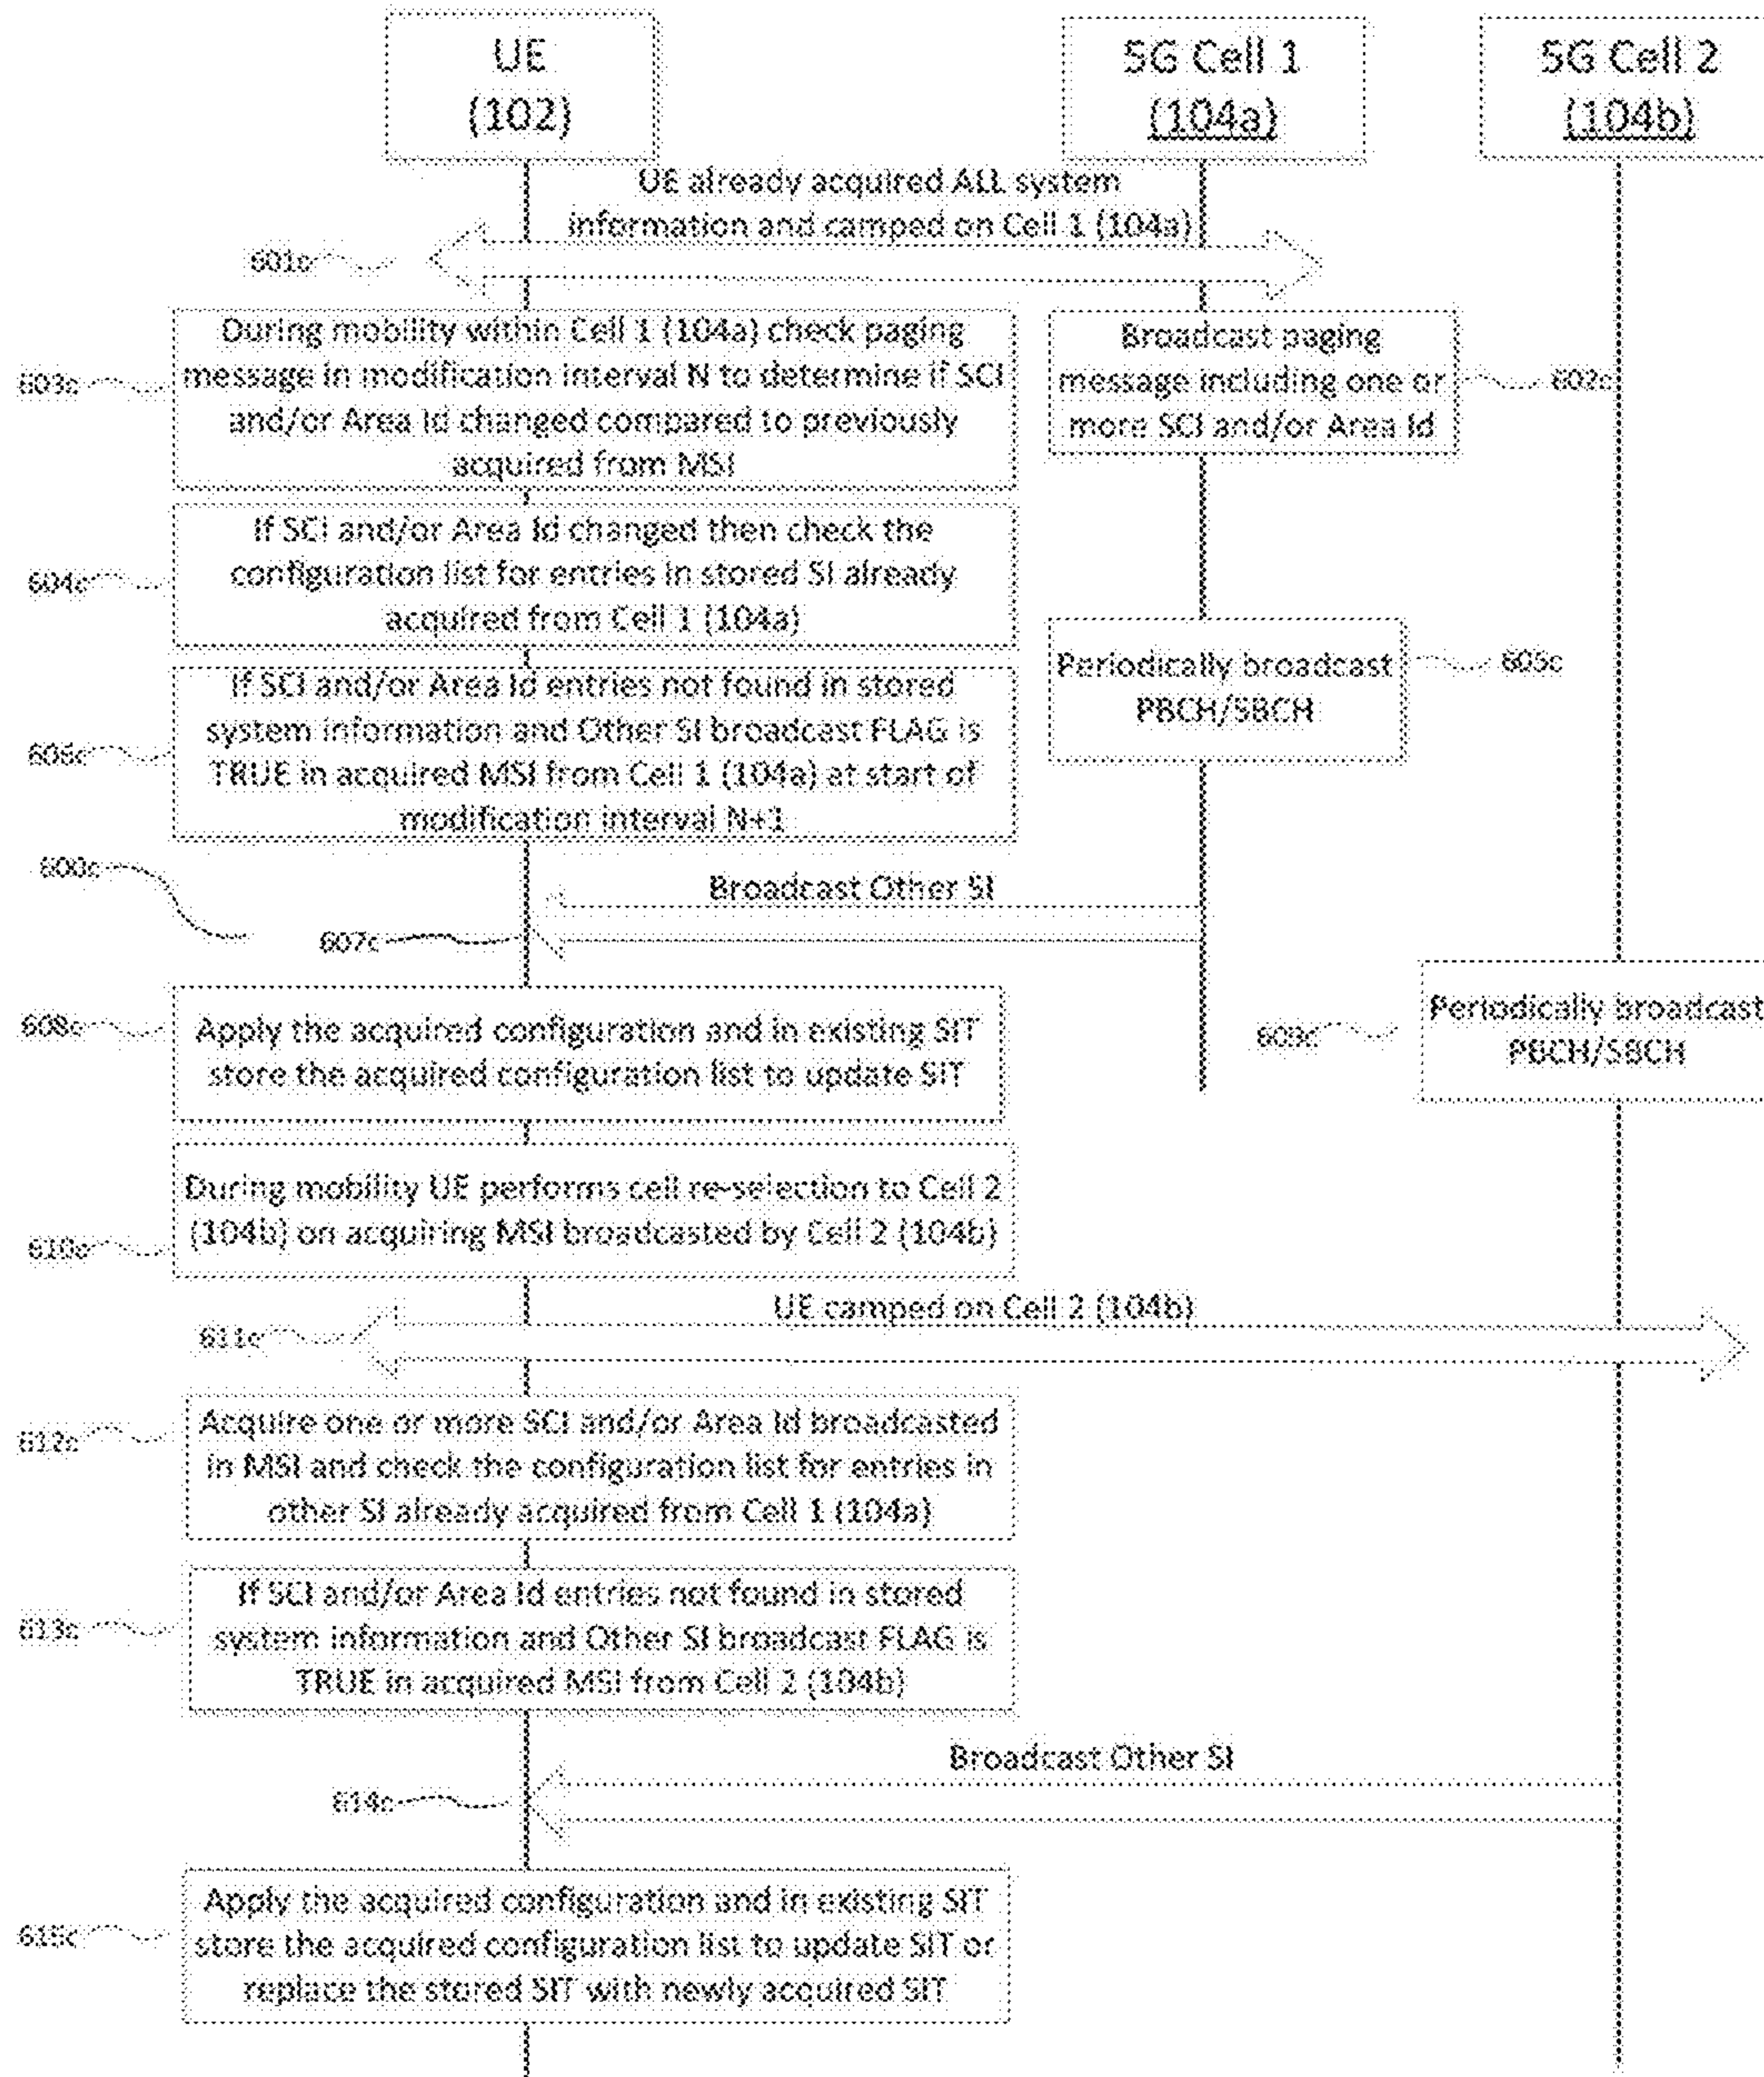 UE
(102)
5G Cell 1
(104a)
5G Cell 2
(104b)
UE already acquired ALL system
information and camped on Cell 1 (104a)
601c
During mobility within Cell 1 (104a) check paging
message in modification interval N to determine if SCI
and/or Area Id changed compared to previously
acquired from MSI
603c
Broadcast paging
message including one or
more SCI and/or Area Id
602c
If SCI and/or Area Id changed then check the
configuration list for entries in stored SI already
acquired from Cell 1 (104a)
604c
Periodically broadcast
PBCH/SBCH
605c
If SCI and/or Area Id entries not found in stored
system information and Other SI broadcast FLAG is
TRUE in acquired MSI from Cell 1 (104a) at start of
modification interval N+1
606c
600c
Broadcast Other SI
607c
608c
Apply the acquired configuration and in existing SIT
store the acquired configuration list to update SIT
609c
Periodically broadcast
PBCH/SBCH
During mobility UE performs cell re-selection to Cell 2
(104b) on acquiring MSI broadcasted by Cell 2 (104b)
610c
UE camped on Cell 2 (104b)
611c
Acquire one or more SCI and/or Area Id broadcasted
in MSI and check the configuration list for entries in
other SI already acquired from Cell 1 (104a)
612c
If SCI and/or Area Id entries not found in stored
system information and Other SI broadcast FLAG is
TRUE in acquired MSI from Cell 2 (104b)
613c
Broadcast Other SI
614c
Apply the acquired configuration and in existing SIT
store the acquired configuration list to update SIT or
replace the stored SIT with newly acquired SIT
615c